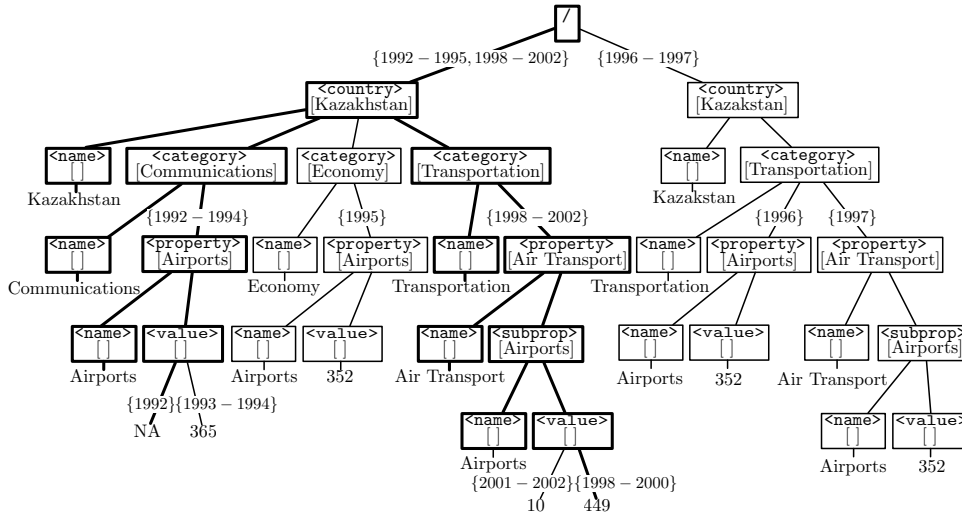 /
{1992 − 1995, 1998 − 2002} {1996 − 1997}
<country> <country>
[Kazakhstan] [Kazakstan]
<name> <category> <category> <category> <name> <category>
[ ] [Communications] [Economy] [Transportation] [ ] [Transportation]
Kazakhstan Kazakstan
{1992 − 1994} {1995} {1998 − 2002} {1996} {1997}
<name> <property> <name> <property> <name> <property> <name> <property> <property>
[ ] [Airports] [ ] [Airports] [ ] [Air Transport] [ ] [Airports] [Air Transport]
Communications Economy Transportation Transportation
<name> <value> <name> <value> <name> <subprop> <name> <value> <name> <subprop>
[ ] [ ] [ ] [ ] [ ] [Airports] [ ] [ ] [ ] [Airports]
Airports Airports 352 Air Transport Airports 352 Air Transport
{1992} {1993 − 1994}
NA 365
<name> <value> <name> <value>
[ ] [ ] [ ] [ ]
Airports Airports 352
{2001 − 2002} {1998 − 2000}
10 449